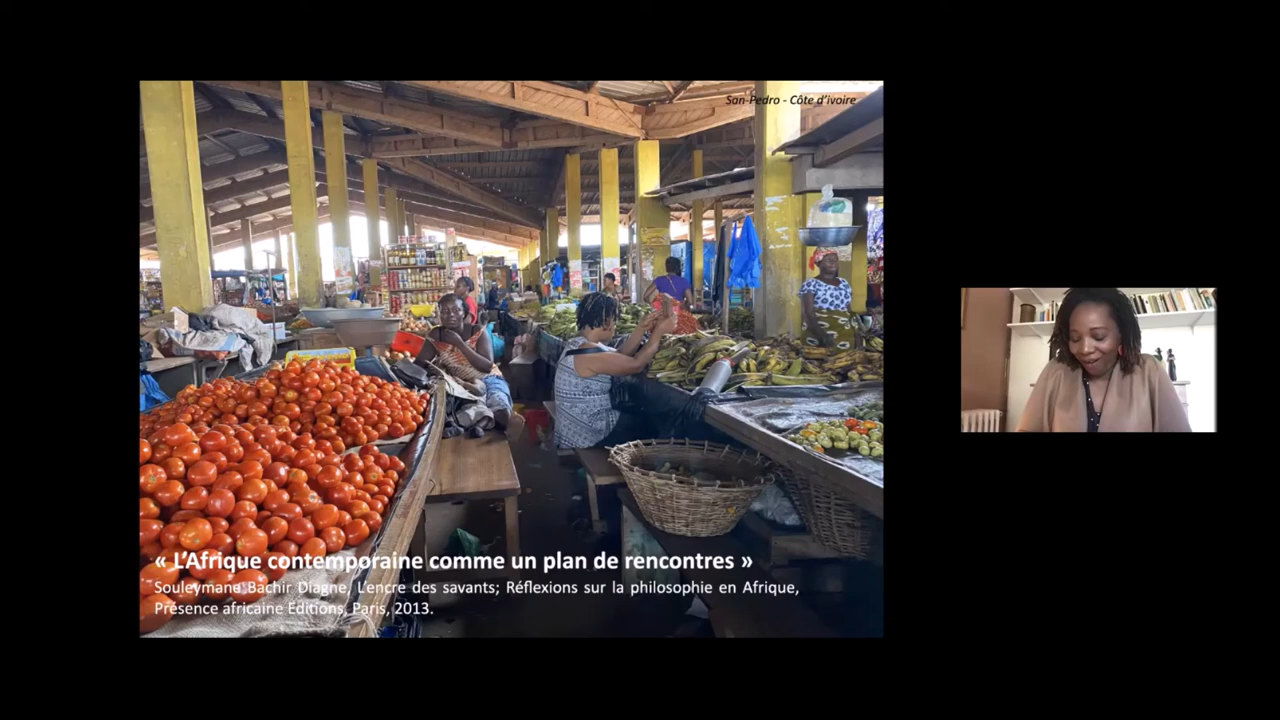 San-Pedro - Côte d'ivoire
« L'Afrique contemporaine comme un plan de rencontres »
Souleymane Bachir Diagne, L'encre des savants; Réflexions sur la philosophie en Afrique,
Présence africaine Editions, Paris, 2013.